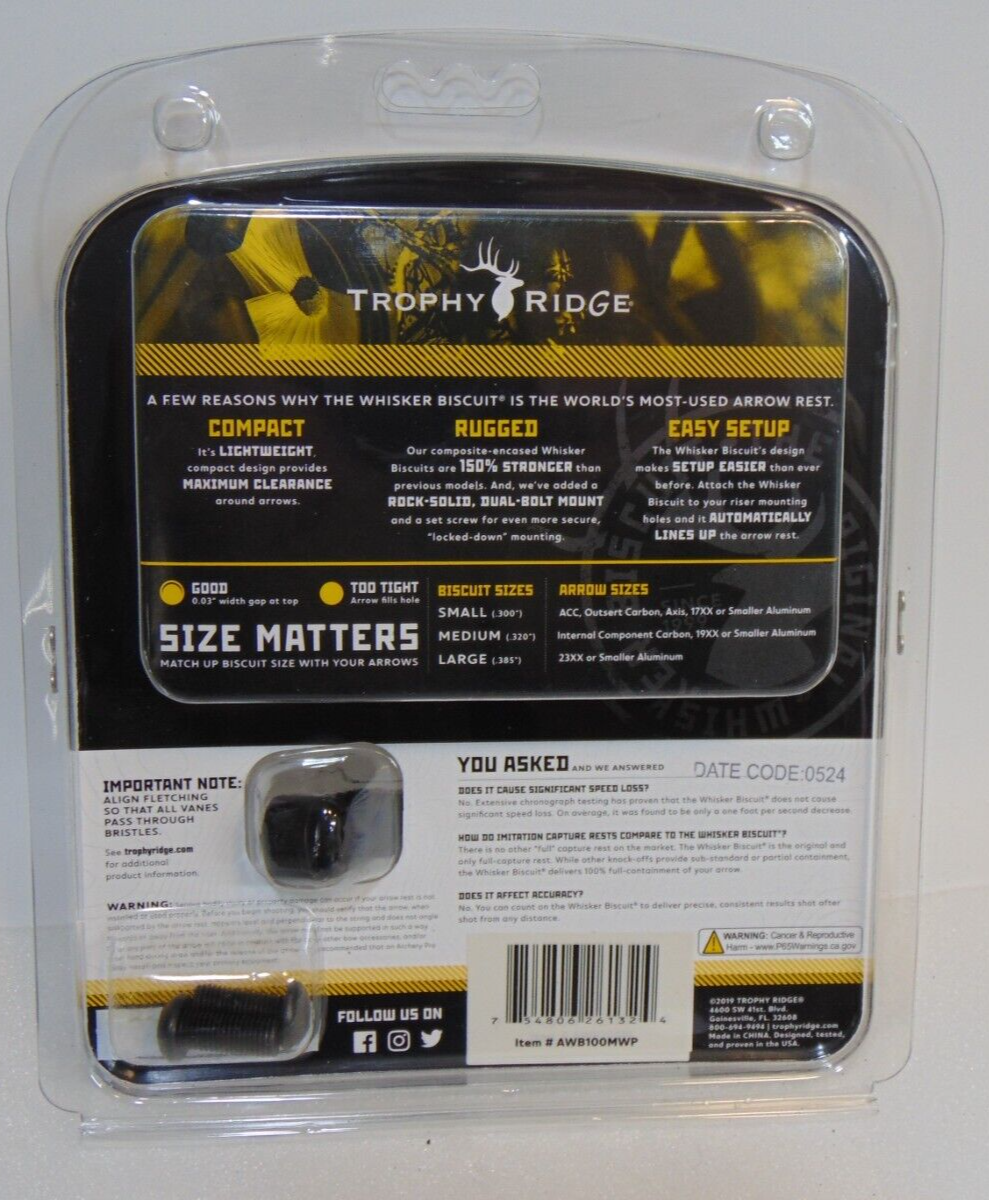 TROPHY RIDGE®
A FEW REASONS WHY THE WHISKER BISCUIT® IS THE WORLD'S MOST-USED ARROW REST.
COMPACT
It's LIGHTWEIGHT,
compact design provides
MAXIMUM CLEARANCE
around arrows.
RUGGED
Our composite-encased Whisker
Biscuits are 150% STRONGER than
previous models. And, we've added a
ROCK-SOLID, DUAL-BOLT MOUNT
and a set screw for even more secure,
"locked-down" mounting.
EASY SETUP
The Whisker Biscuit's design
makes SETUP EASIER than ever
before. Attach the Whisker
Biscuit to your riser mounting
holes and it AUTOMATICALLY
LINES UP the arrow rest.
GOOD
0.03" width gap at top
TOO TIGHT
Arrow fills hole
SIZE MATTERS
MATCH UP BISCUIT SIZE WITH YOUR ARROWS
BISCUIT SIZES
SMALL (.300")
MEDIUM (.320")
LARGE (.385")
ARROW SIZES
ACC, Outsert Carbon, Axis, 17XX or Smaller Aluminum
Internal Component Carbon, 19XX or Smaller Aluminum
23XX or Smaller Aluminum
SINCE
IMPORTANT NOTE:
ALIGN FLETCHING
SO THAT ALL VANES
PASS THROUGH
BRISTLES.
See trophyridge.com
for additional
product information.
WARNING:
YOU ASKED AND WE ANSWERED
DATE CODE:0524
DOES IT CAUSE SIGNIFICANT SPEED LOSS?
No. Extensive chronograph testing has proven that the Whisker Biscuit® does not cause
significant speed loss. On average, it was found to be only a one foot per second decrease.
HOW DO IMITATION CAPTURE RESTS COMPARE TO THE WHISKER BISCUIT®?
There is no other "full" capture rest on the market. The Whisker Biscuit® is the original and
only full-capture rest. While other knock-offs provide sub-standard or partial containment,
the Whisker Biscuit® delivers 100% full-containment of your arrow.
DOES IT AFFECT ACCURACY?
No. You can count on the Whisker Biscuit® to deliver precise, consistent results shot after
shot from any distance.
WARNING: Cancer & Reproductive
Harm - www.P65Warnings.ca.gov
FOLLOW US ON
7 54806 26132 4
Item # AWB100MWP
©2019 TROPHY RIDGE®
4600 SW 41st. Blvd.
Gainesville, FL 32608
800-694-9494 | trophyridge.com
Made in CHINA. Designed, tested,
and proven in the USA.